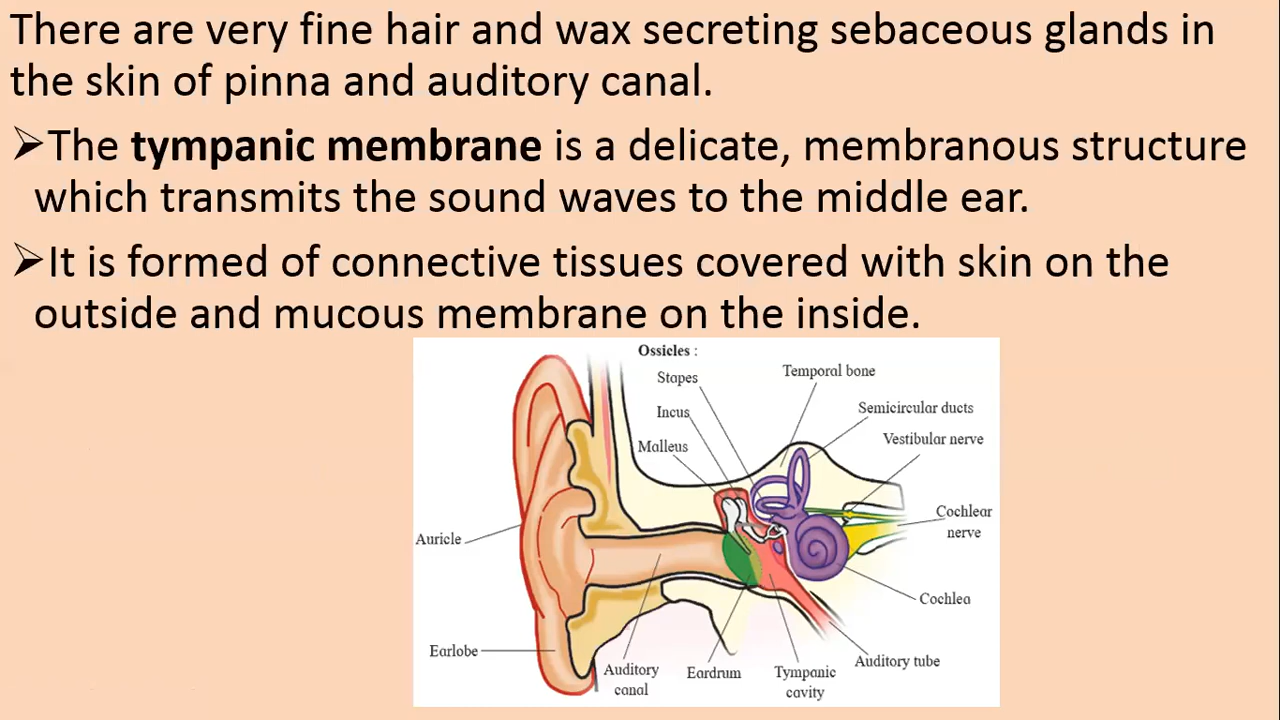 There are very fine hair and wax secreting sebaceous glands in
the skin of pinna and auditory canal.
➢The tympanic membrane is a delicate, membranous structure
which transmits the sound waves to the middle ear.
➢It is formed of connective tissues covered with skin on the
outside and mucous membrane on the inside.
Ossicles :
Stapes
Temporal bone
Incus
Semicircular ducts
Malleus
Vestibular nerve
Auricle
Cochlear
nerve
Cochlea
Earlobe
Auditory
canal
Eardrum
Tympanic
cavity
Auditory tube